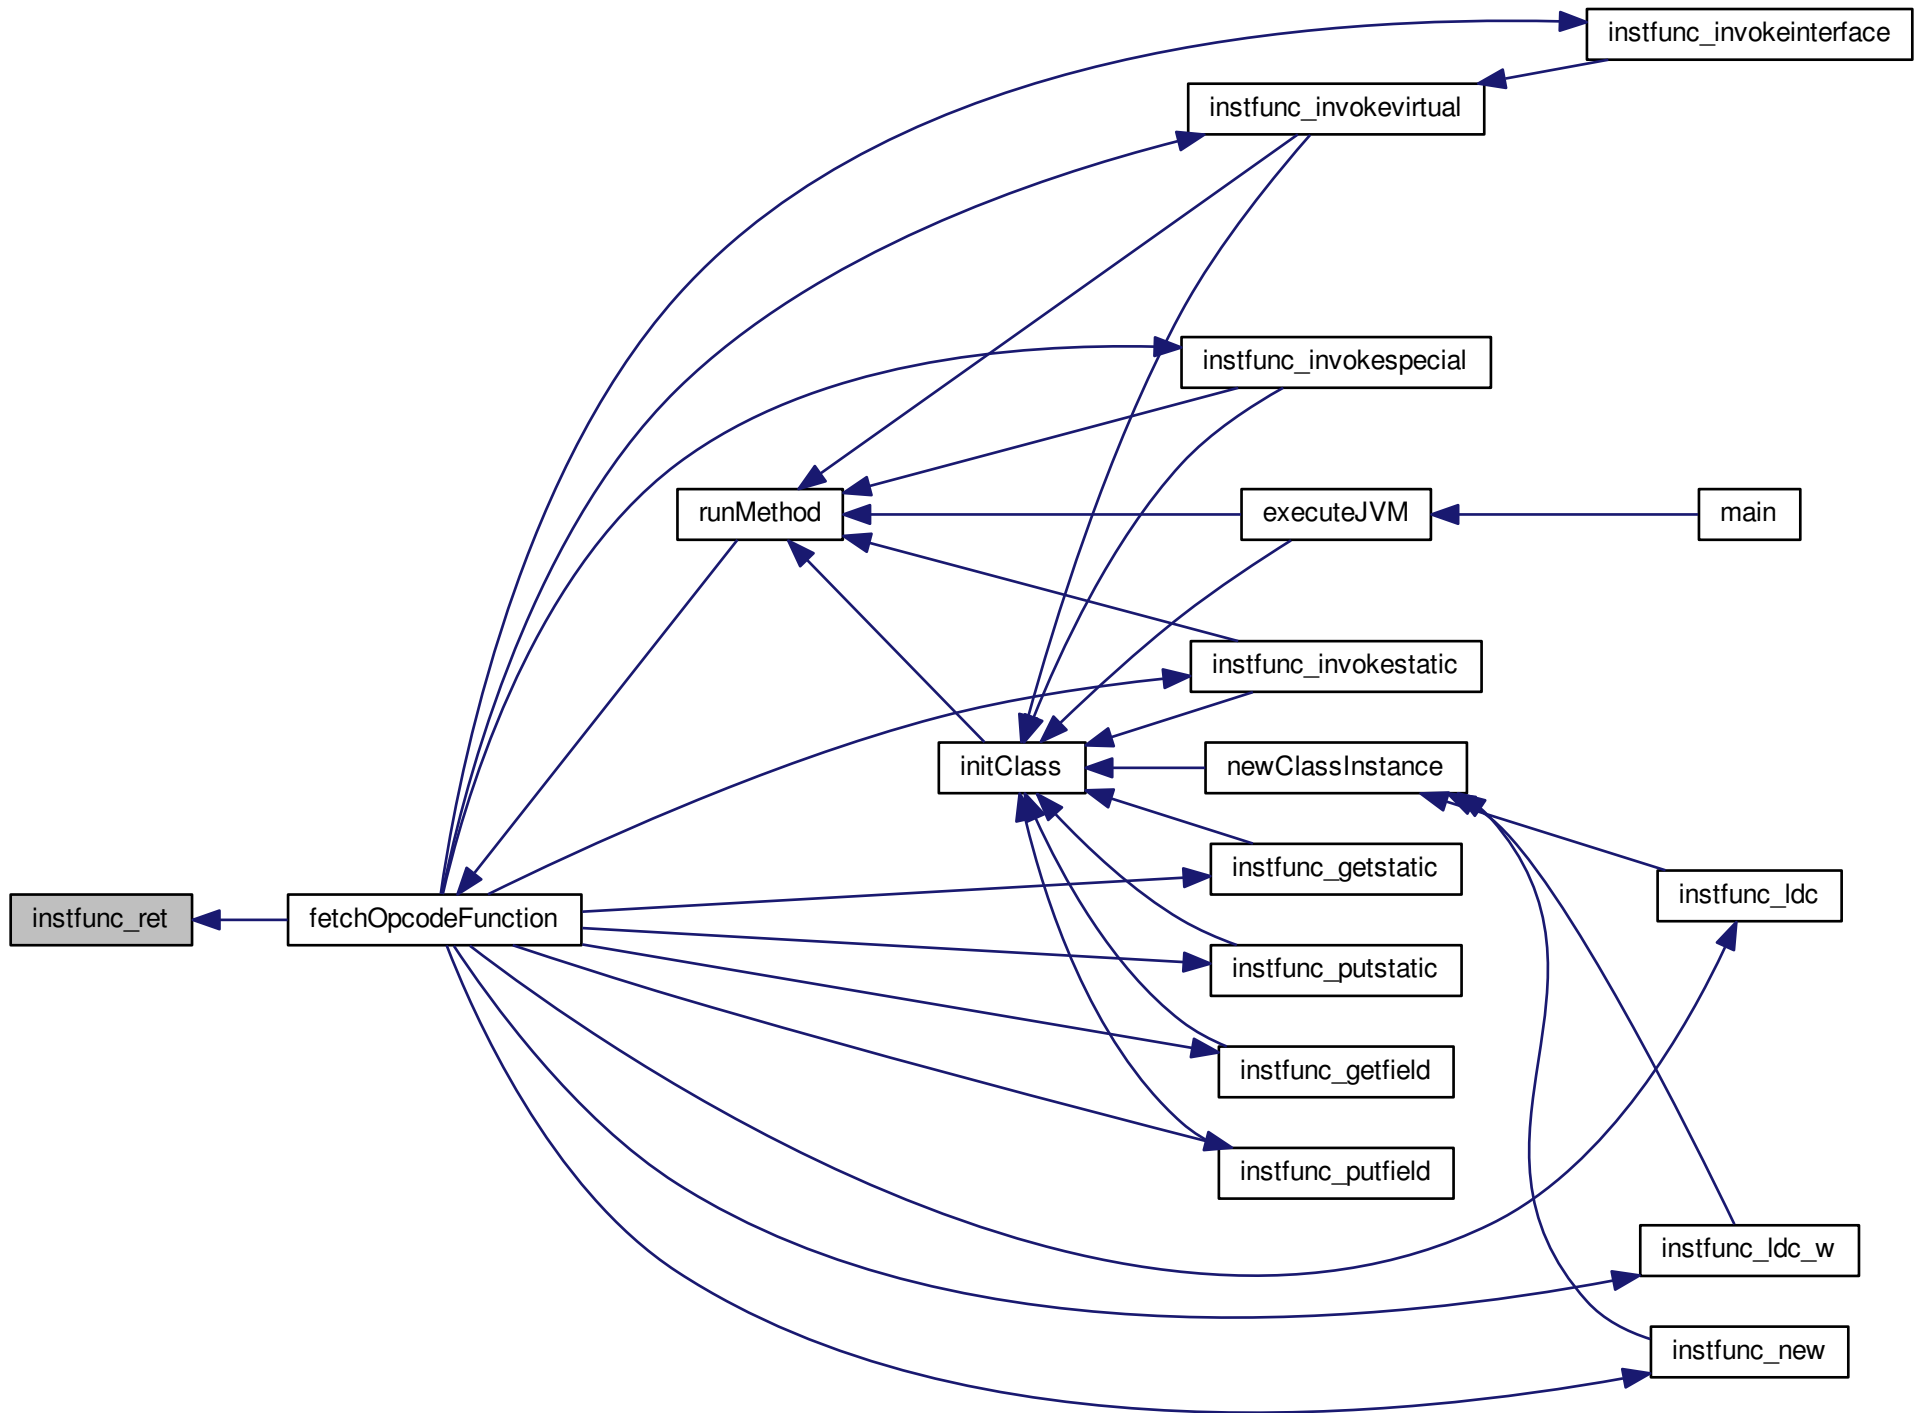 instfunc_invokeinterface
instfunc_invokevirtual
instfunc_invokespecial
runMethod
executeJVM
main
instfunc_invokestatic
initClass
newClassInstance
instfunc_getstatic
instfunc_ldc
instfunc_ret
fetchOpcodeFunction
instfunc_putstatic
instfunc_getfield
instfunc_putfield
instfunc_ldc_w
instfunc_new